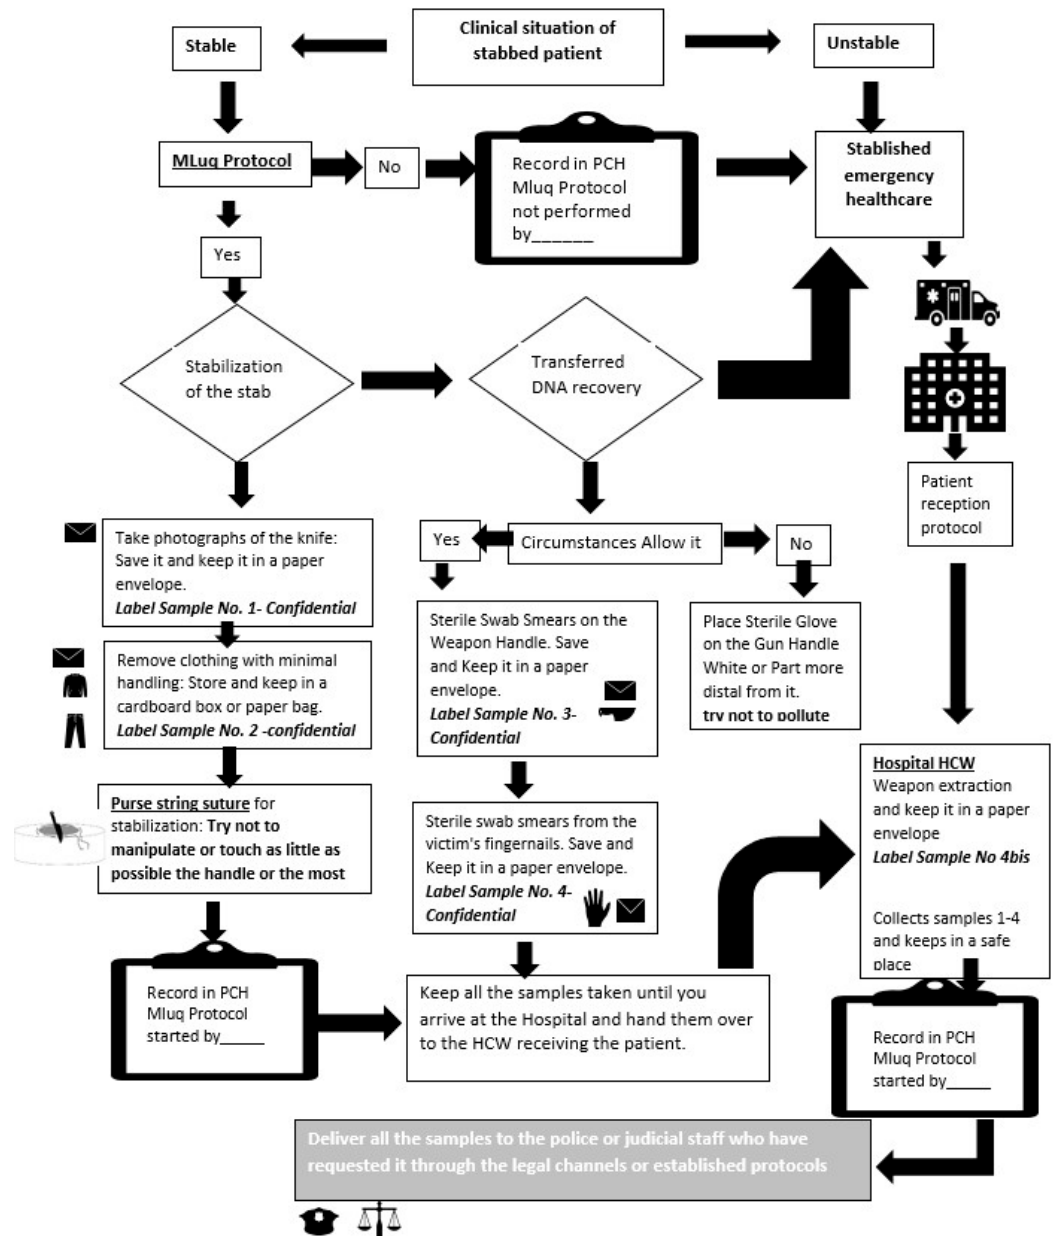 Clinical situation of
stabbed patient
Stable
Unstable
MLuq Protocol
No
Record in PCH
Mluq Protocol
not performed
by______
Stablished
emergency
healthcare
Yes
Stabilization
of the stab
Transferred
DNA recovery
Patient
reception
protocol
Take photographs of the knife:
Save it and keep it in a paper
envelope.
Label Sample No. 1- Confidential
Yes
Circumstances Allow it
No
Remove clothing with minimal
handling: Store and keep in a
cardboard box or paper bag.
Label Sample No. 2 -confidential
Sterile Swab Smears on the
Weapon Handle. Save
and Keep it in a paper
envelope.
Label Sample No. 3-
Confidential
Place Sterile Glove
on the Gun Handle
White or Part more
distal from it.
try not to pollute
Purse string suture for
stabilization: Try not to
manipulate or touch as little as
possible the handle or the most
Sterile swab smears from the
victim's fingernails. Save and
Keep it in a paper envelope.
Label Sample No. 4-
Confidential
Hospital HCW
Weapon extraction
and keep it in a paper
envelope
Label Sample No 4bis
Collects samples 1-4
and keeps in a safe
place
Record in PCH
Mluq Protocol
started by_____
Keep all the samples taken until you
arrive at the Hospital and hand them over
to the HCW receiving the patient.
Record in PCH
Mluq Protocol
started by_____
Deliver all the samples to the police or judicial staff who have
requested it through the legal channels or established protocols